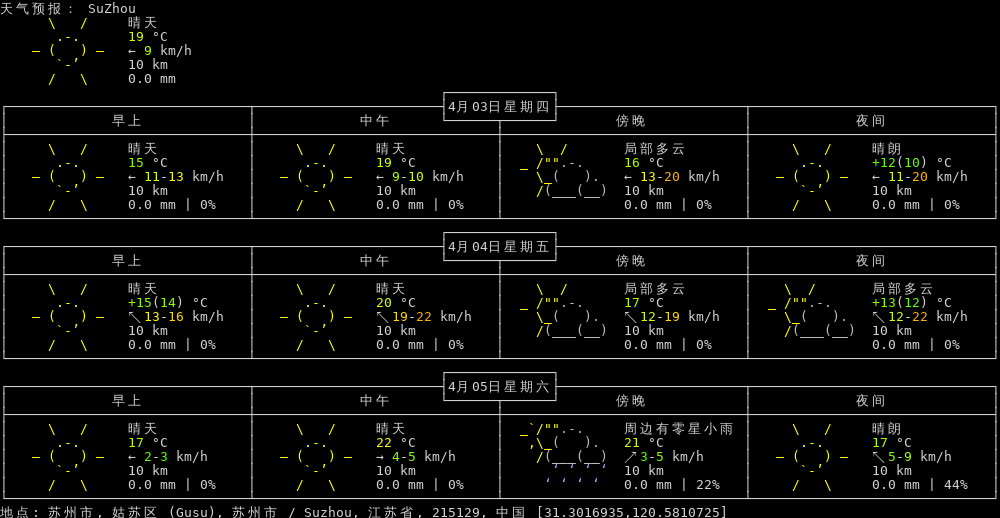 天气预报： SuZhou
晴天
19 °C
← 9 km/h
10 km
0.0 mm
4月03日星期四
早上 中午 傍晚 夜间
晴天 晴天 局部多云 晴朗
15 °C 19 °C 16 °C +12(10) °C
← 11-13 km/h ← 9-10 km/h ← 13-20 km/h ← 11-20 km/h
10 km 10 km 10 km 10 km
0.0 mm | 0% 0.0 mm | 0% 0.0 mm | 0% 0.0 mm | 0%
4月04日星期五
早上 中午 傍晚 夜间
晴天 晴天 局部多云 局部多云
+15(14) °C 20 °C 17 °C +13(12) °C
↖ 13-16 km/h ↖ 19-22 km/h ↖ 12-19 km/h ↖ 12-22 km/h
10 km 10 km 10 km 10 km
0.0 mm | 0% 0.0 mm | 0% 0.0 mm | 0% 0.0 mm | 0%
4月05日星期六
早上 中午 傍晚 夜间
晴天 晴天 周边有零星小雨 晴朗
17 °C 22 °C 21 °C 17 °C
← 2-3 km/h → 4-5 km/h ↗ 3-5 km/h ↖ 5-9 km/h
10 km 10 km 10 km 10 km
0.0 mm | 0% 0.0 mm | 0% 0.0 mm | 22% 0.0 mm | 44%
地点: 苏州市, 姑苏区 (Gusu), 苏州市 / Suzhou, 江苏省, 215129, 中国 [31.3016935,120.5810725]